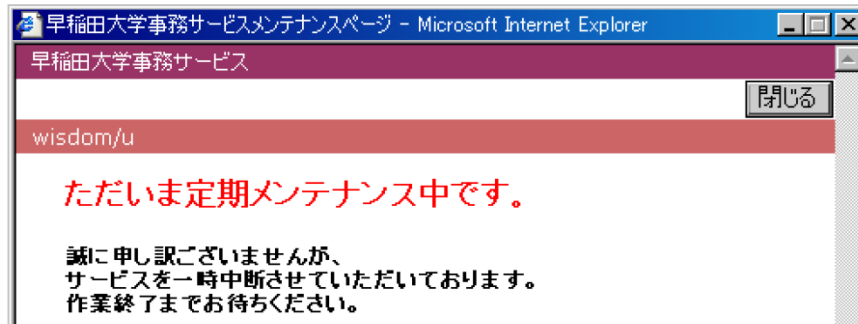 早稲田大学事務サービスメンテナンスページ - Microsoft Internet Explorer
早稲田大学事務サービス
閉じる
wisdom/u
ただいま定期メンテナンス中です。
誠に申し訳ございませんが、
サービスを一時中断させていただいております。
作業終了までお待ちください。